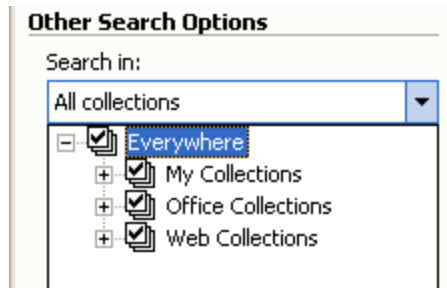 Other Search Options
Search in:
All collections
Everywhere
My Collections
Office Collections
Web Collections